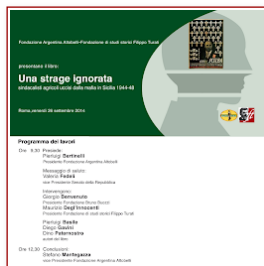 Fondazione Argentina Altobelli-Fondazione di studi storici Filippo Turati
presentano il libro:
Una strage ignorata
sindacalisti agricoli uccisi dalla mafia in Sicilia 1944-48
Roma, venerdì 26 settembre 2014
Programma dei lavori
Ore 9,30 Presiede:
Pierluigi Bertinelli
Presidente Fondazione Argentina Altobelli
Messaggio di saluto:
Valeria Fedeli
vice Presidente Senato della Repubblica
Intervengono:
Giorgio Benvenuto
Presidente Fondazione Bruno Buozzi
Maurizio Degl'Innocenti
Presidente Fondazione di studi storici Filippo Turati
Pierluigi Basile
Diego Gavini
Dino Paternostro
autori del libro
Ore 12,30 Conclusioni
Stefano Mantegazza
vice Presidente Fondazione Argentina Altobelli